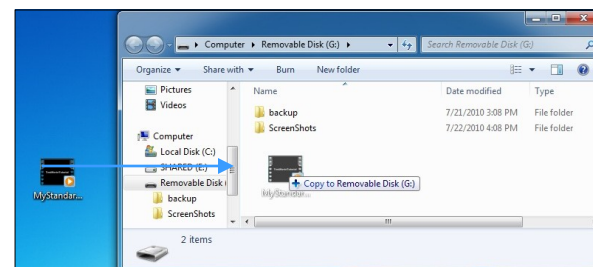 Computer ▸ Removable Disk (G:) ▸
Search Removable Disk (G:)
Organize Share with Burn New folder
Pictures
Videos
Computer
Local Disk (C:)
SHARED (E:)
Removable Disk
backup
ScreenShots
Name Date modified Type
backup 7/21/2010 3:08 PM File folder
ScreenShots 7/22/2010 4:08 PM File folder
MyStandar...
Copy to Removable Disk (G:)
MyStandar...
2 items